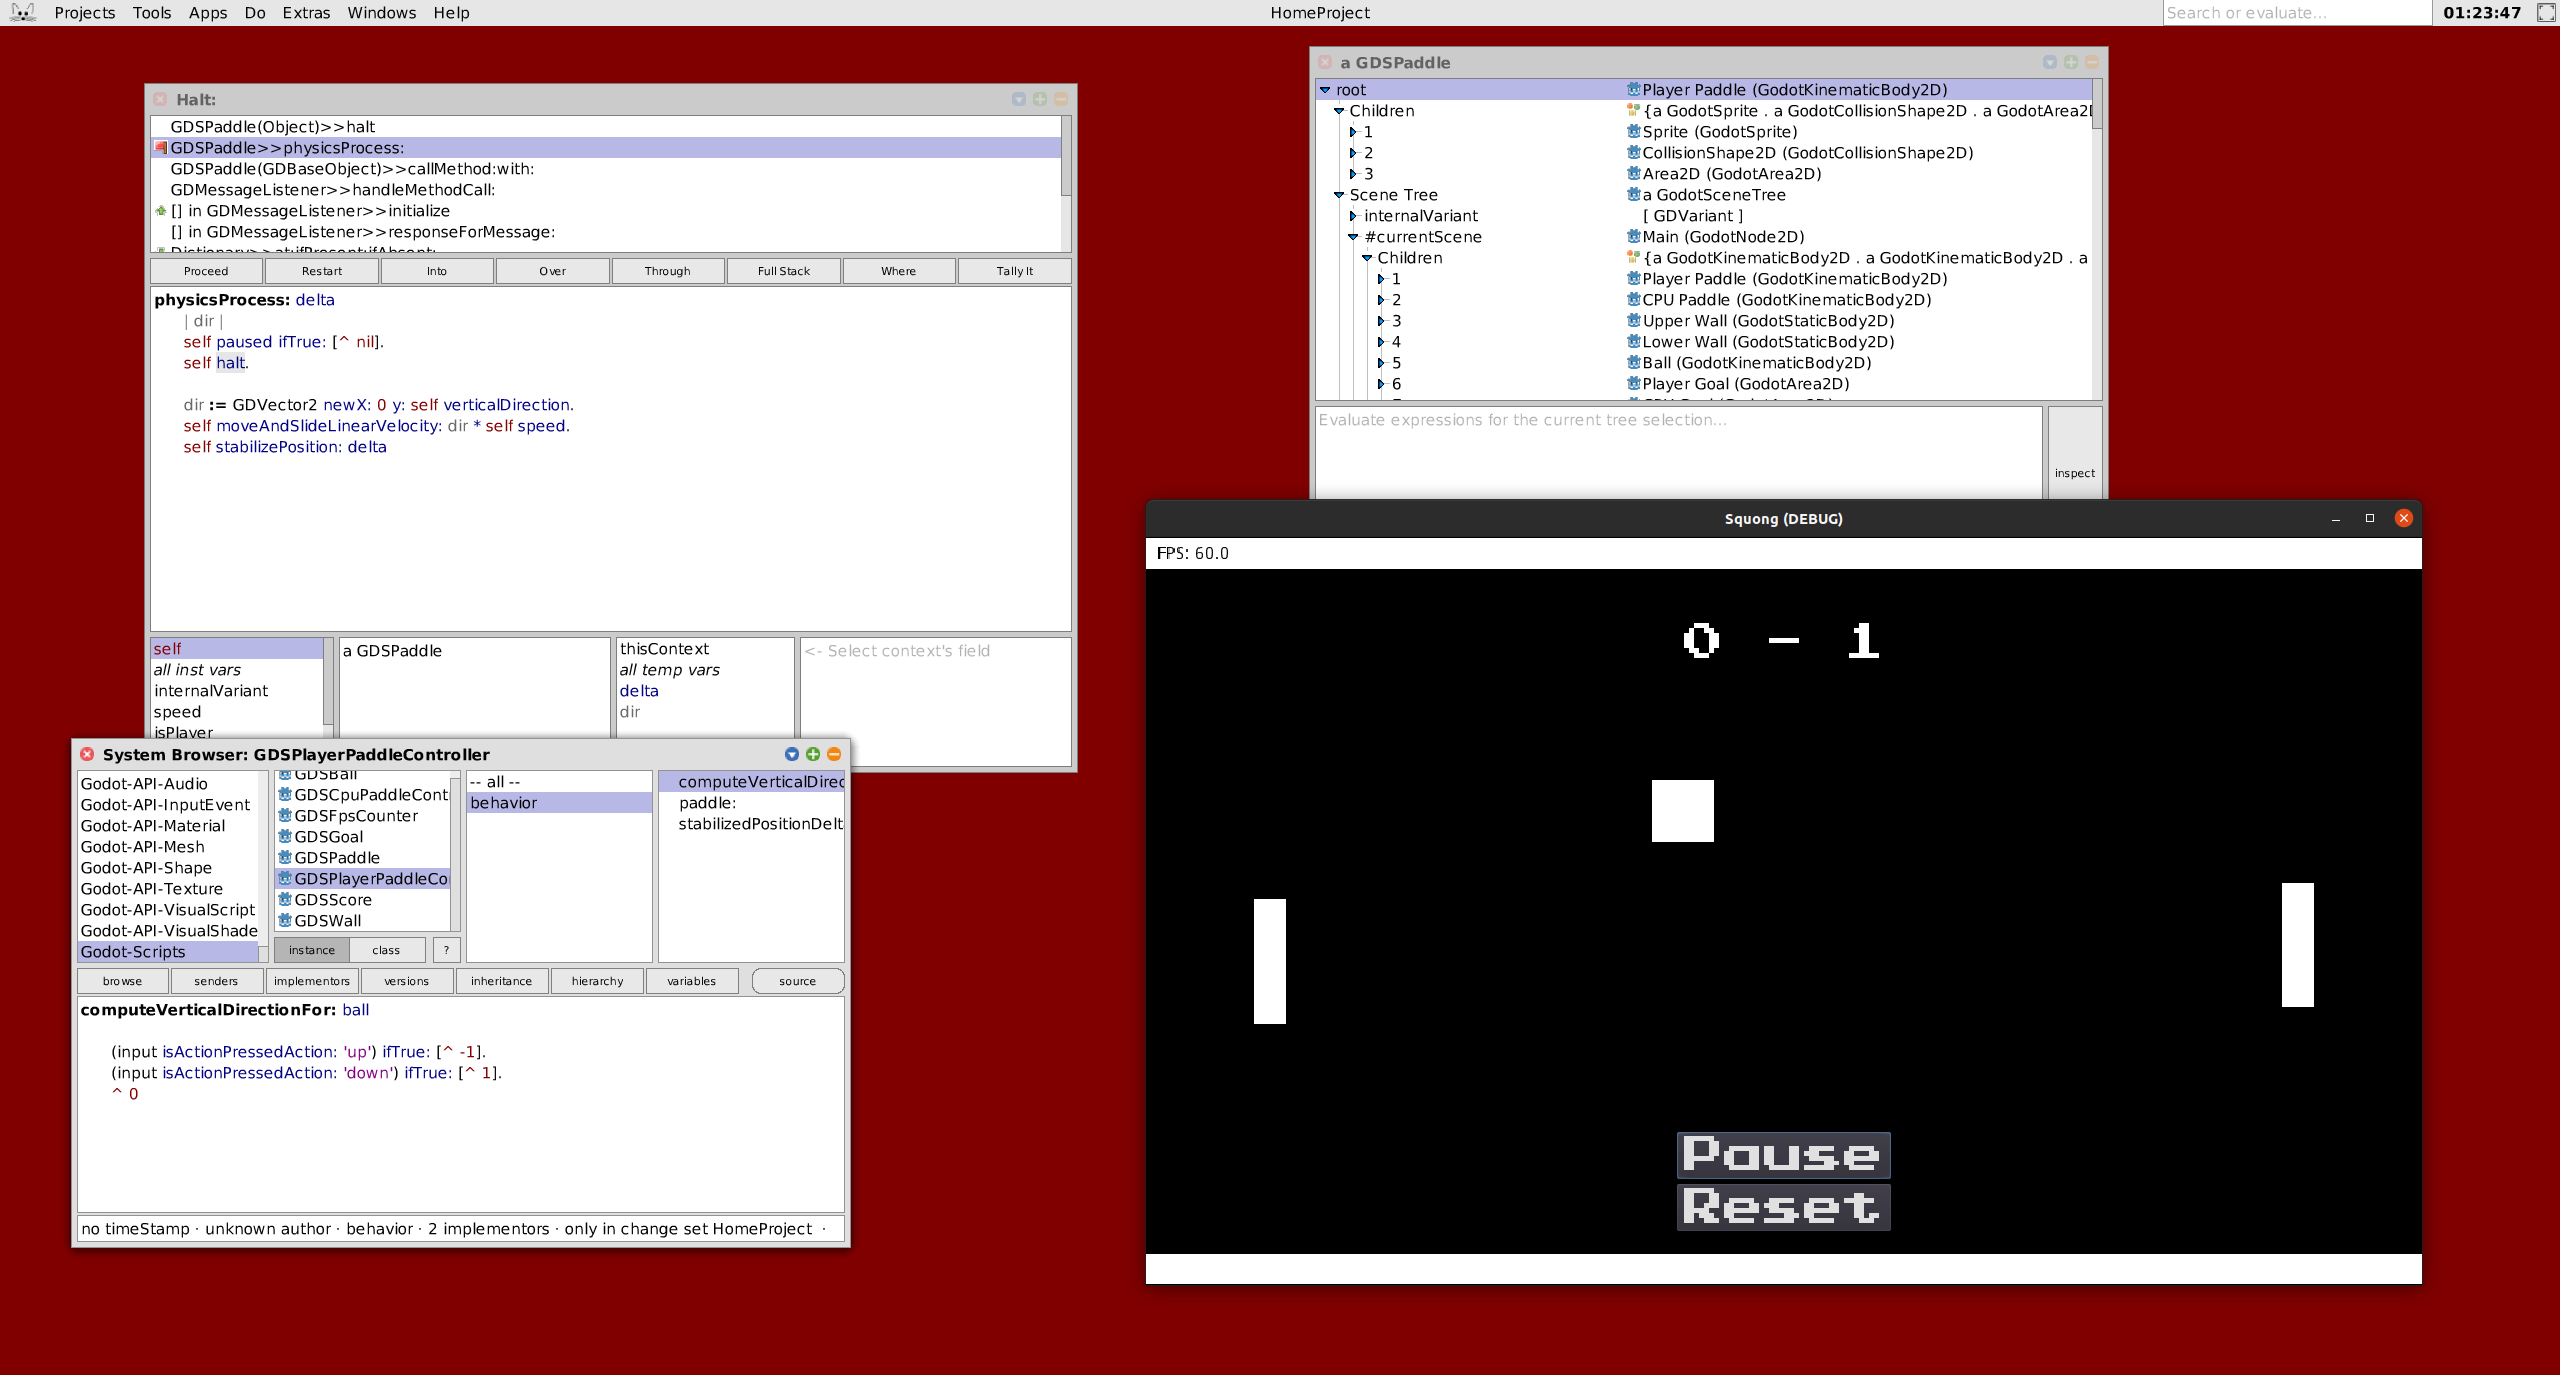 Projects Tools Apps Do Extras Windows Help
HomeProject
Search or evaluate...
01:23:47
Halt:
GDSPaddle(Object)>>halt
GDSPaddle>>physicsProcess:
GDSPaddle(GDBaseObject)>>callMethod:with:
GDMessageListener>>handleMethodCall:
[] in GDMessageListener>>initialize
[] in GDMessageListener>>responseForMessage:
Dictionary>>at:ifPresent:ifAbsent:
Proceed Restart Into Over Through Full Stack Where Tally It
physicsProcess: delta
| dir |
self paused ifTrue: [^ nil].
self halt.
dir := GDVector2 newX: 0 y: self verticalDirection.
self moveAndSlideLinearVelocity: dir * self speed.
self stabilizePosition: delta
self
all inst vars
internalVariant
speed
isPlayer
a GDSPaddle
thisContext
all temp vars
delta
dir
<- Select context's field
a GDSPaddle
root Player Paddle (GodotKinematicBody2D)
Children {a GodotSprite . a GodotCollisionShape2D . a GodotArea2D
1 Sprite (GodotSprite)
2 CollisionShape2D (GodotCollisionShape2D)
3 Area2D (GodotArea2D)
Scene Tree a GodotSceneTree
internalVariant [ GDVariant ]
#currentScene Main (GodotNode2D)
Children {a GodotKinematicBody2D . a GodotKinematicBody2D . a
1 Player Paddle (GodotKinematicBody2D)
2 CPU Paddle (GodotKinematicBody2D)
3 Upper Wall (GodotStaticBody2D)
4 Lower Wall (GodotStaticBody2D)
5 Ball (GodotKinematicBody2D)
6 Player Goal (GodotArea2D)
Evaluate expressions for the current tree selection...
inspect
System Browser: GDSPlayerPaddleController
Godot-API-Audio
Godot-API-InputEvent
Godot-API-Material
Godot-API-Mesh
Godot-API-Shape
Godot-API-Texture
Godot-API-VisualScript
Godot-API-VisualShade
Godot-Scripts
GDSBall
GDSCpuPaddleContr
GDSFpsCounter
GDSGoal
GDSPaddle
GDSPlayerPaddleCo
GDSScore
GDSWall
instance class ?
-- all --
behavior
computeVerticalDirec
paddle:
stabilizedPositionDelt
browse senders implementors versions inheritance hierarchy variables source
computeVerticalDirectionFor: ball
(input isActionPressedAction: 'up') ifTrue: [^ -1].
(input isActionPressedAction: 'down') ifTrue: [^ 1].
^ 0
no timeStamp · unknown author · behavior · 2 implementors · only in change set HomeProject ·
Squong (DEBUG)
FPS: 60.0
0 - 1
Pause
Reset